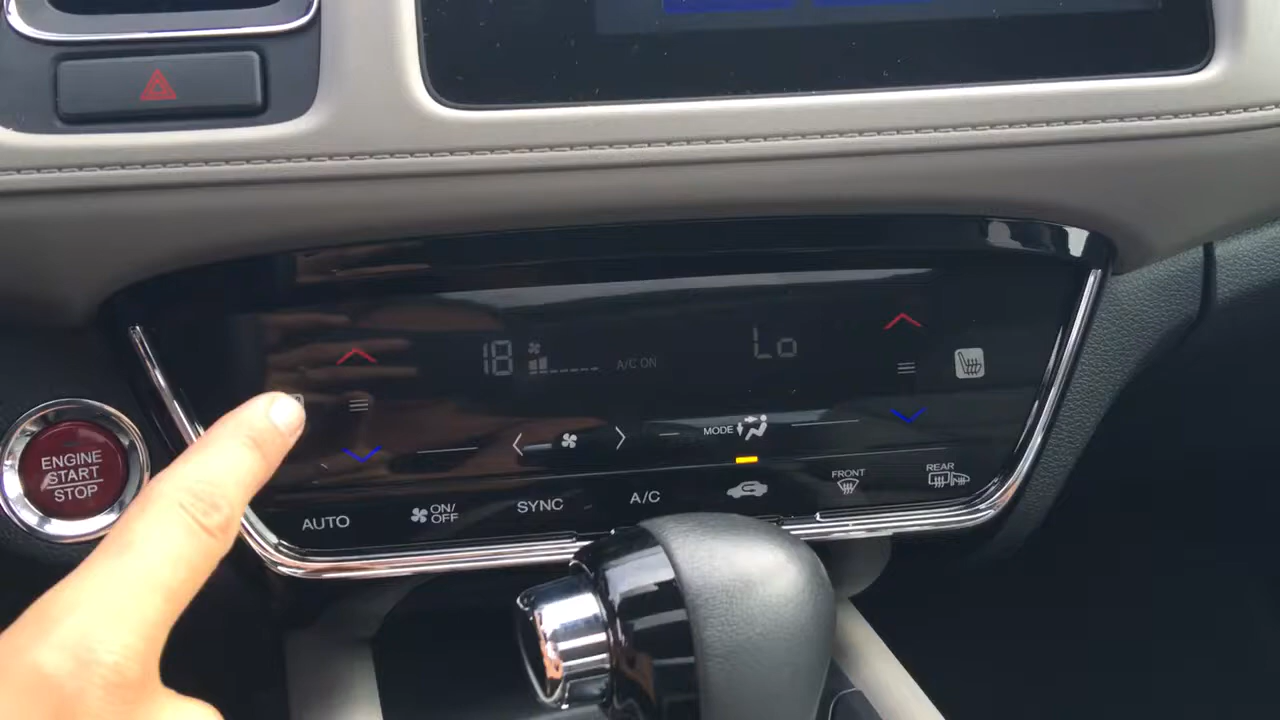 18
A/C ON
Lo
MODE
ENGINE
START
STOP
AUTO
ON/
OFF
SYNC
A/C
FRONT
REAR